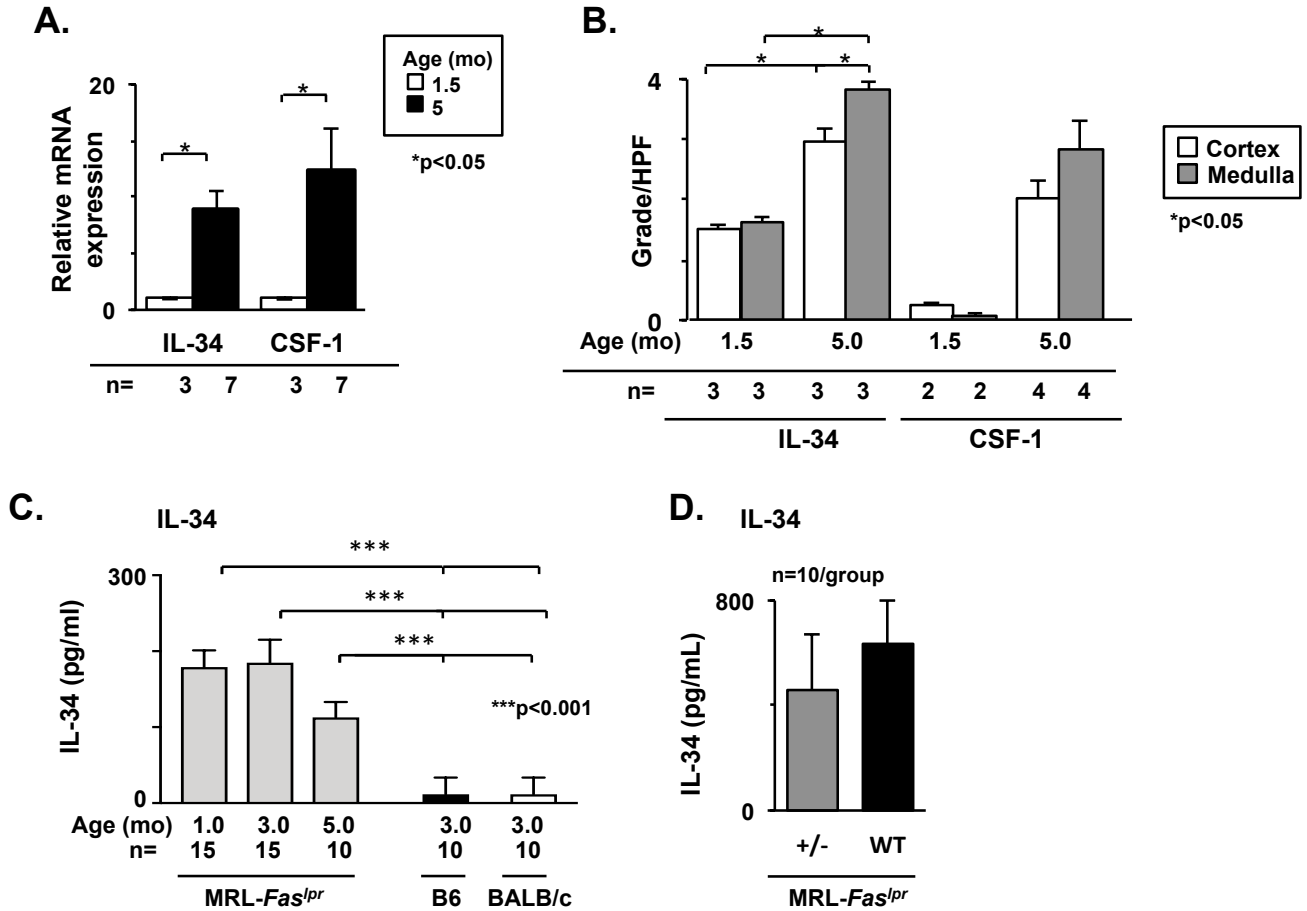 A.
Age (mo)
1.5
5
*p<0.05
20
0
Relative mRNA
expression
*
*
IL-34 CSF-1
n= 3 7 3 7
B.
*
* *
4
0
Grade/HPF
Cortex
Medulla
*p<0.05
Age (mo) 1.5 5.0 1.5 5.0
n= 3 3 3 3 2 2 4 4
IL-34 CSF-1
C.
IL-34
***
***
***
***p<0.001
300
0
IL-34 (pg/ml)
Age (mo) 1.0 3.0 5.0 3.0 3.0
n= 15 15 10 10 10
MRL-Faslpr B6 BALB/c
D.
IL-34
n=10/group
800
0
IL-34 (pg/mL)
+/- WT
MRL-Faslpr